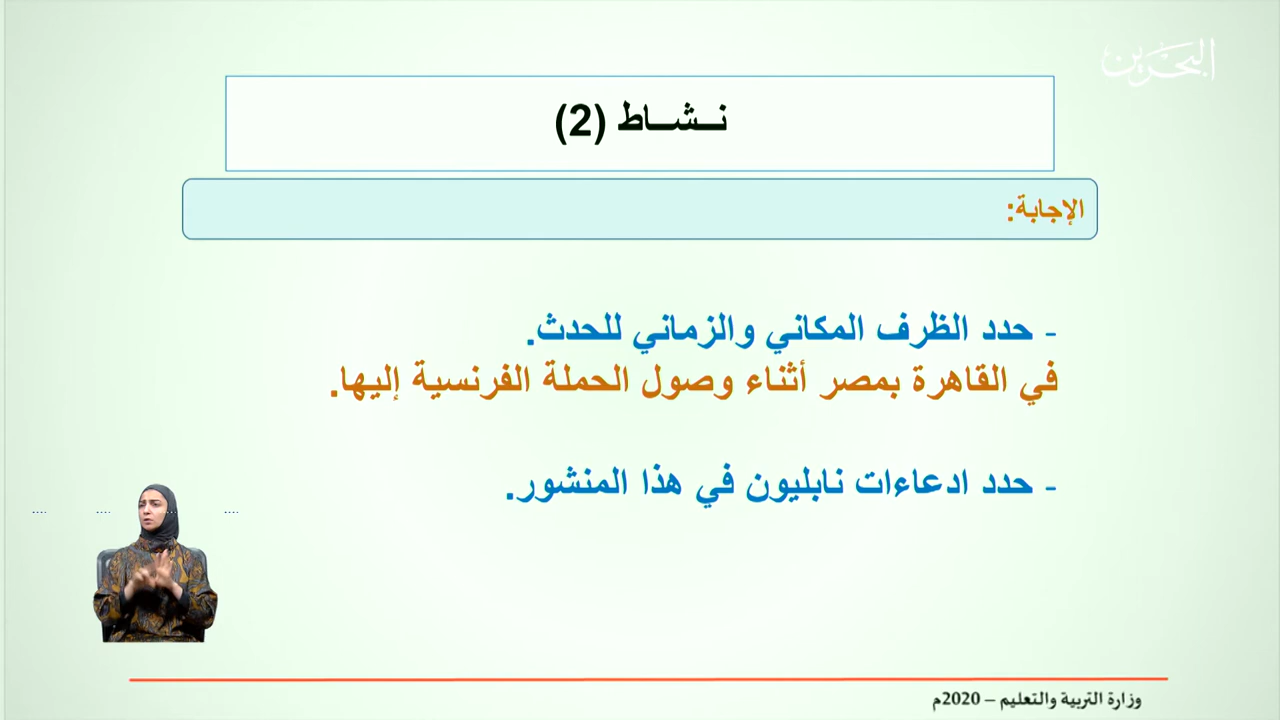 البحرين
نــشــاط (2)
الإجابة:
- حدد الظرف المكاني والزماني للحدث.
في القاهرة بمصر أثناء وصول الحملة الفرنسية إليها.
- حدد ادعاءات نابليون في هذا المنشور.
وزارة التربية والتعليم – 2020م